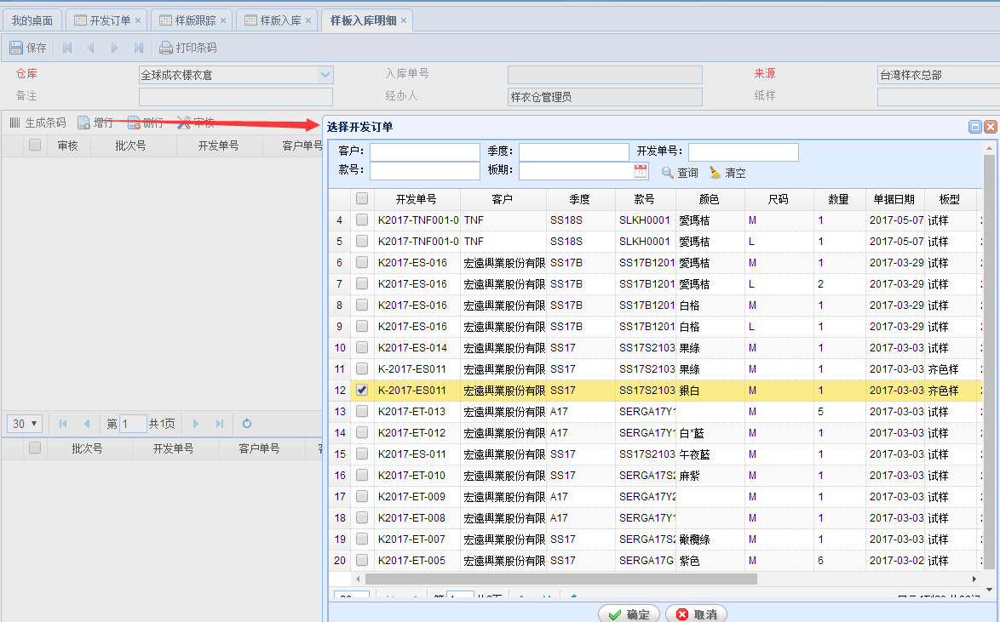 我的桌面 开发订单 样版跟踪 样版入库 样板入库明细
保存 打印条码
仓库 全球成衣樣衣倉 入库单号 来源 台湾样衣总部
备注 经办人 样衣仓管理员 纸样
生成条码 增行 删行 审核
审核 批次号 开发单号 客户单号
30 第 1 共1页
批次号 开发单号 客户单号
选择开发订单
客户: 季度: 开发单号:
款号: 板期: 查询 清空
开发单号 客户 季度 款号 颜色 尺码 数量 单据日期 板型
4 K2017-TNF001-0 TNF SS18S SLKH0001 愛瑪桔 M 1 2017-05-07 试样
5 K2017-TNF001-0 TNF SS18S SLKH0001 愛瑪桔 L 1 2017-05-07 试样
6 K2017-ES-016 宏遠興業股份有限 SS17B SS17B1201 愛瑪桔 M 1 2017-03-29 试样
7 K2017-ES-016 宏遠興業股份有限 SS17B SS17B1201 愛瑪桔 L 2 2017-03-29 试样
8 K2017-ES-016 宏遠興業股份有限 SS17B SS17B1201 白格 M 1 2017-03-29 试样
9 K2017-ES-016 宏遠興業股份有限 SS17B SS17B1201 白格 L 1 2017-03-29 试样
10 K2017-ES-014 宏遠興業股份有限 SS17 SS17S2103 果綠 M 1 2017-03-03 试样
11 K-2017-ES011 宏遠興業股份有限 SS17 SS17S2103 果綠 M 1 2017-03-03 齐色样
12 K-2017-ES011 宏遠興業股份有限 SS17 SS17S2103 銀白 M 1 2017-03-03 齐色样
13 K2017-ET-013 宏遠興業股份有限 A17 SERGA17Y1 M 5 2017-03-03 试样
14 K2017-ET-012 宏遠興業股份有限 A17 SERGA17Y1 白*藍 M 1 2017-03-03 试样
15 K2017-ES-011 宏遠興業股份有限 SS17 SS17S2103 午夜藍 M 1 2017-03-03 试样
16 K2017-ET-010 宏遠興業股份有限 SS17 SERGA17S2 麻紫 M 1 2017-03-03 试样
17 K2017-ET-009 宏遠興業股份有限 A17 SERGA17Y2 M 1 2017-03-03 试样
18 K2017-ET-008 宏遠興業股份有限 A17 SERGA17Y1 M 1 2017-03-03 试样
19 K2017-ET-007 宏遠興業股份有限 SS17 SERGA17S2 橄欖綠 M 1 2017-03-03 试样
20 K2017-ET-005 宏遠興業股份有限 SS17 SERGA17G 紫色 M 6 2017-03-02 试样
确定 取消